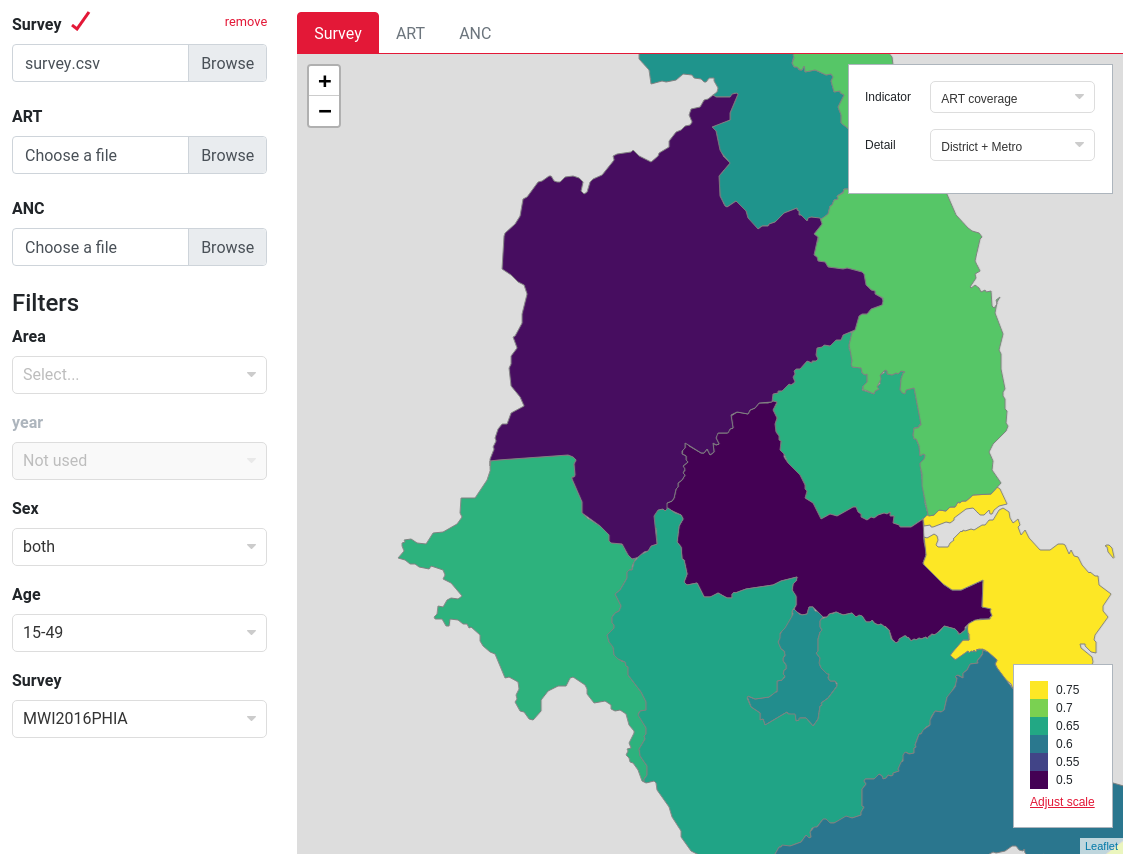 Survey
remove
survey.csv
Browse
ART
Choose a file
Browse
ANC
Choose a file
Browse
Filters
Area
Select...
year
Not used
Sex
both
Age
15-49
Survey
MWI2016PHIA
Survey
ART
ANC
+
−
Indicator
ART coverage
Detail
District + Metro
0.75
0.7
0.65
0.6
0.55
0.5
Adjust scale
Leaflet